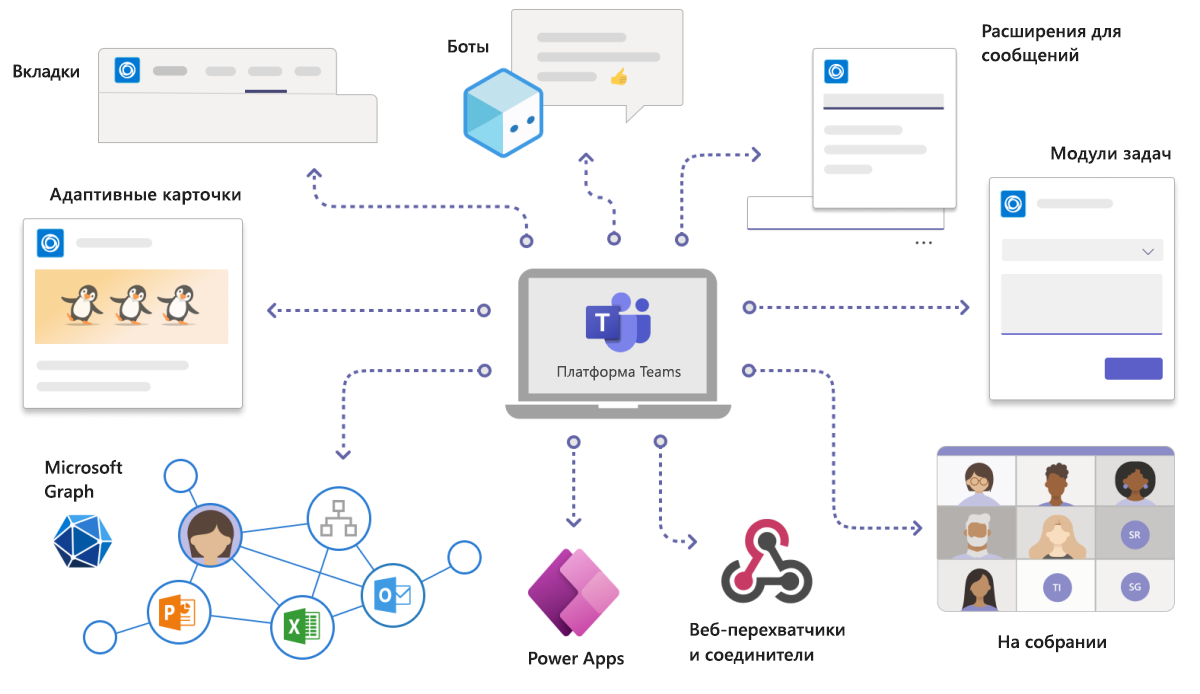 Вкладки
Боты
Расширения для
сообщений
Модули задач
Адаптивные карточки
T
Платформа Teams
Microsoft
Graph
P
X
O
Power Apps
Веб-перехватчики
и соединители
SR
TI
SG
На собрании